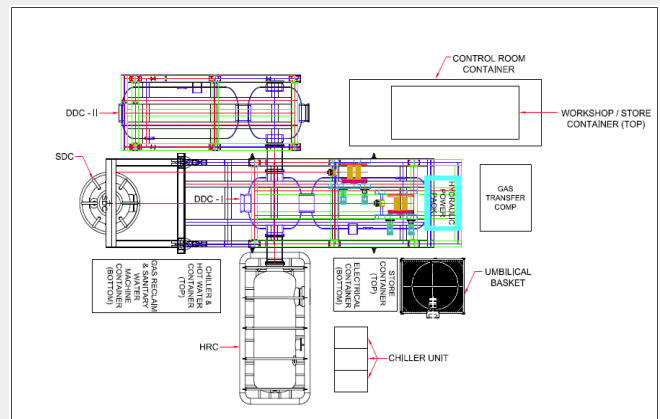 CONTROL ROOM
CONTAINER
WORKSHOP / STORE
CONTAINER (TOP)
DDC - II
SDC
DDC - I
HYDRAULIC
POWER
PACK
GAS
TRANSFER
COMP
GAS RECLAIM
& SANITARY
WATER
MACHINE
CONTAINER
(BOTTOM)
CHILLER &
HOT WATER
CONTAINER
(TOP)
STORE
CONTAINER
(TOP)
ELECTRICAL
CONTAINER
(BOTTOM)
UMBILICAL
BASKET
HRC
CHILLER UNIT